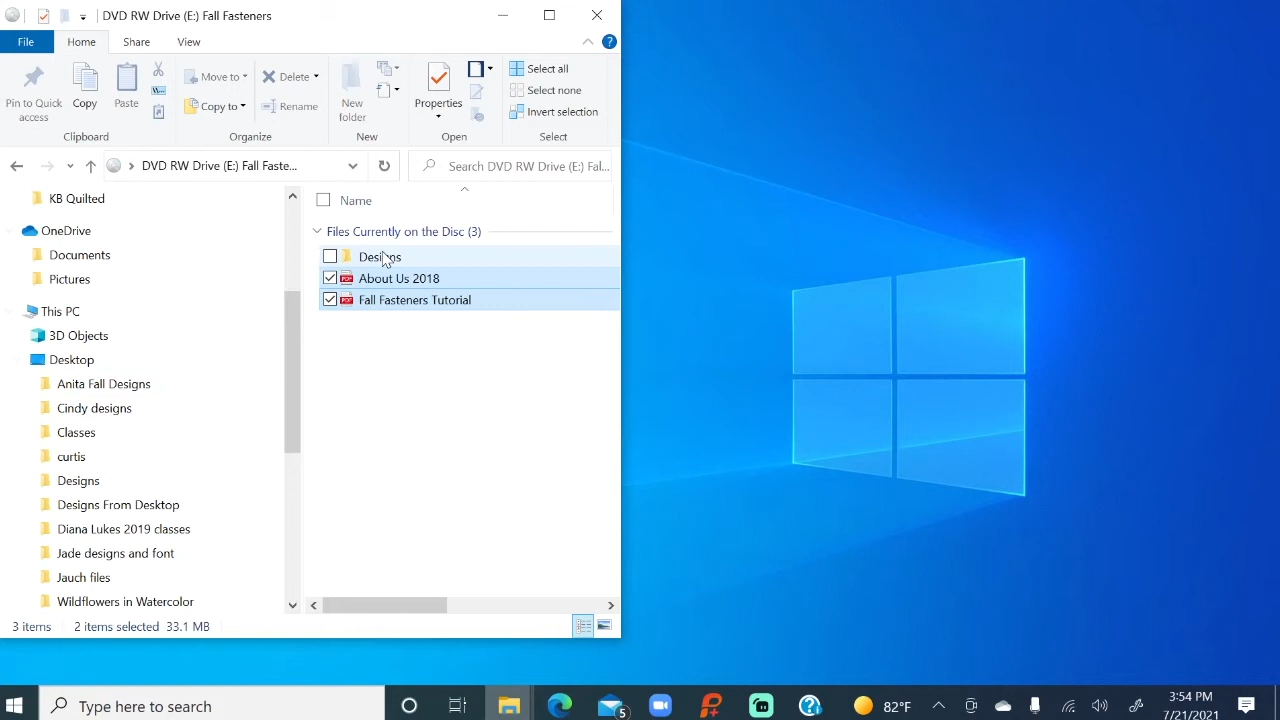 DVD RW Drive (E:) Fall Fasteners
File Home Share View
Pin to Quick access
Copy
Paste
Move to
Copy to
Delete
Rename
New folder
Properties
Select all
Select none
Invert selection
Clipboard Organize New Open Select
DVD RW Drive (E:) Fall Faste...
Search DVD RW Drive (E:) Fal...
KB Quilted
OneDrive
Documents
Pictures
This PC
3D Objects
Desktop
Anita Fall Designs
Cindy designs
Classes
curtis
Designs
Designs From Desktop
Diana Lukes 2019 classes
Jade designs and font
Jauch files
Wildflowers in Watercolor
Name
Files Currently on the Disc (3)
Designs
PDF About Us 2018
PDF Fall Fasteners Tutorial
3 items 2 items selected 33.1 MB
Type here to search
5
82°F
3:54 PM
7/21/2021